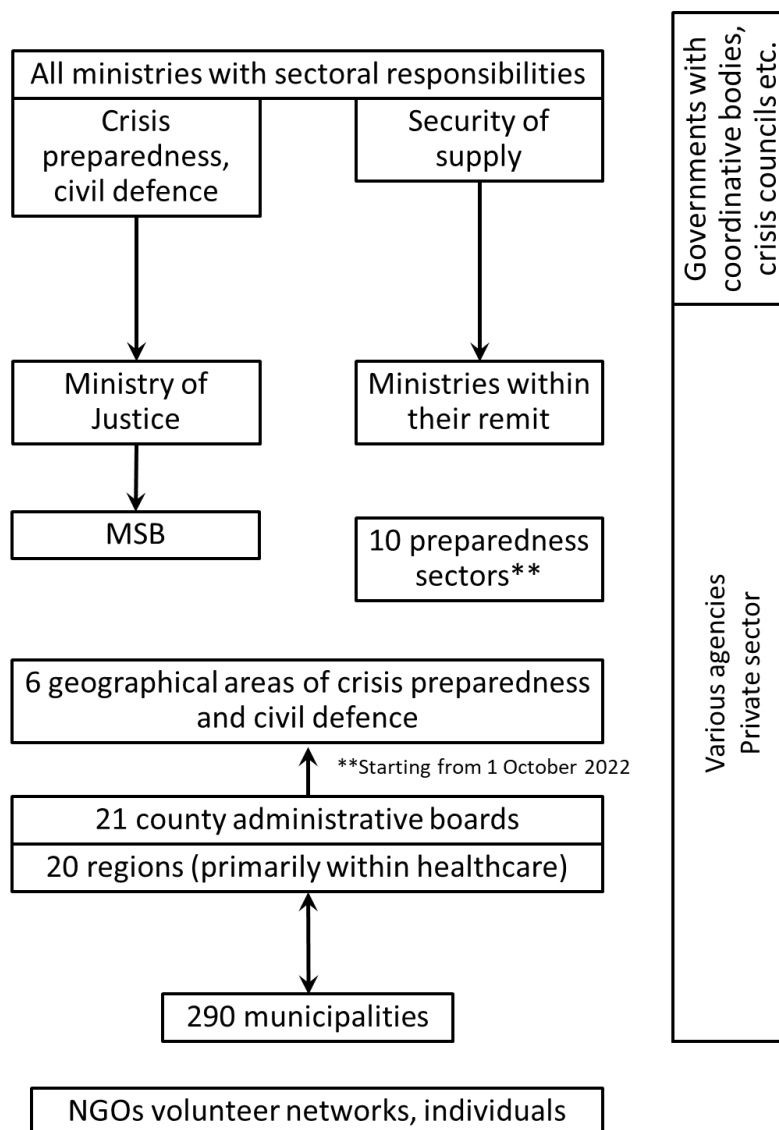 All ministries with sectoral responsibilities
Crisis
preparedness,
civil defence
Security of
supply
Ministry of
Justice
Ministries within
their remit
MSB
10 preparedness
sectors**
6 geographical areas of crisis preparedness
and civil defence
**Starting from 1 October 2022
21 county administrative boards
20 regions (primarily within healthcare)
290 municipalities
NGOs volunteer networks, individuals
Governments with
coordinative bodies,
crisis councils etc.
Various agencies
Private sector